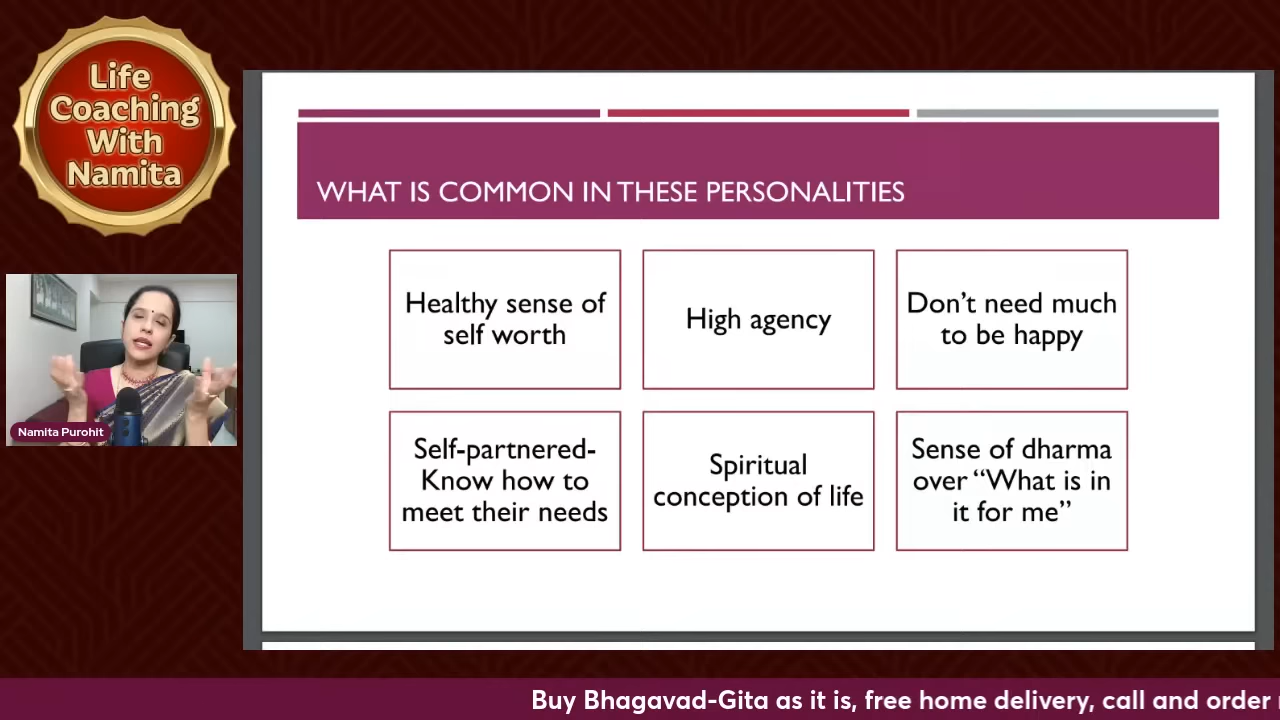 Life
Coaching
With
Namita
Namita Purohit
WHAT IS COMMON IN THESE PERSONALITIES
Healthy sense of
self worth
High agency
Don’t need much
to be happy
Self-partnered-
Know how to
meet their needs
Spiritual
conception of life
Sense of dharma
over “What is in
it for me”
Buy Bhagavad-Gita as it is, free home delivery, call and order